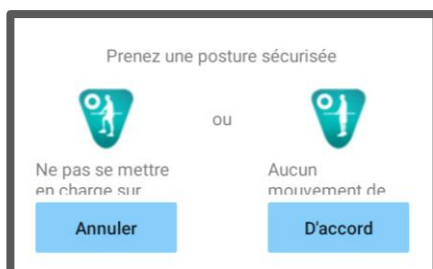 Prenez une posture sécurisée
ou
Ne pas se mettre
en charge sur
Aucun
mouvement de
Annuler
D'accord